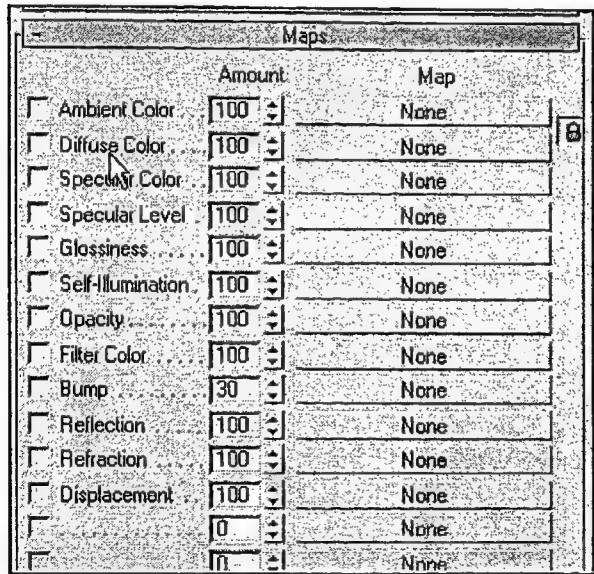 - Maps
Amount Map
Ambient Color 100 None
Diffuse Color 100 None
Specular Color 100 None
Specular Level 100 None
Glossiness 100 None
Self-Illumination 100 None
Opacity 100 None
Filter Color 100 None
Bump 30 None
Reflection 100 None
Refraction 100 None
Displacement 100 None
0 None
0 None